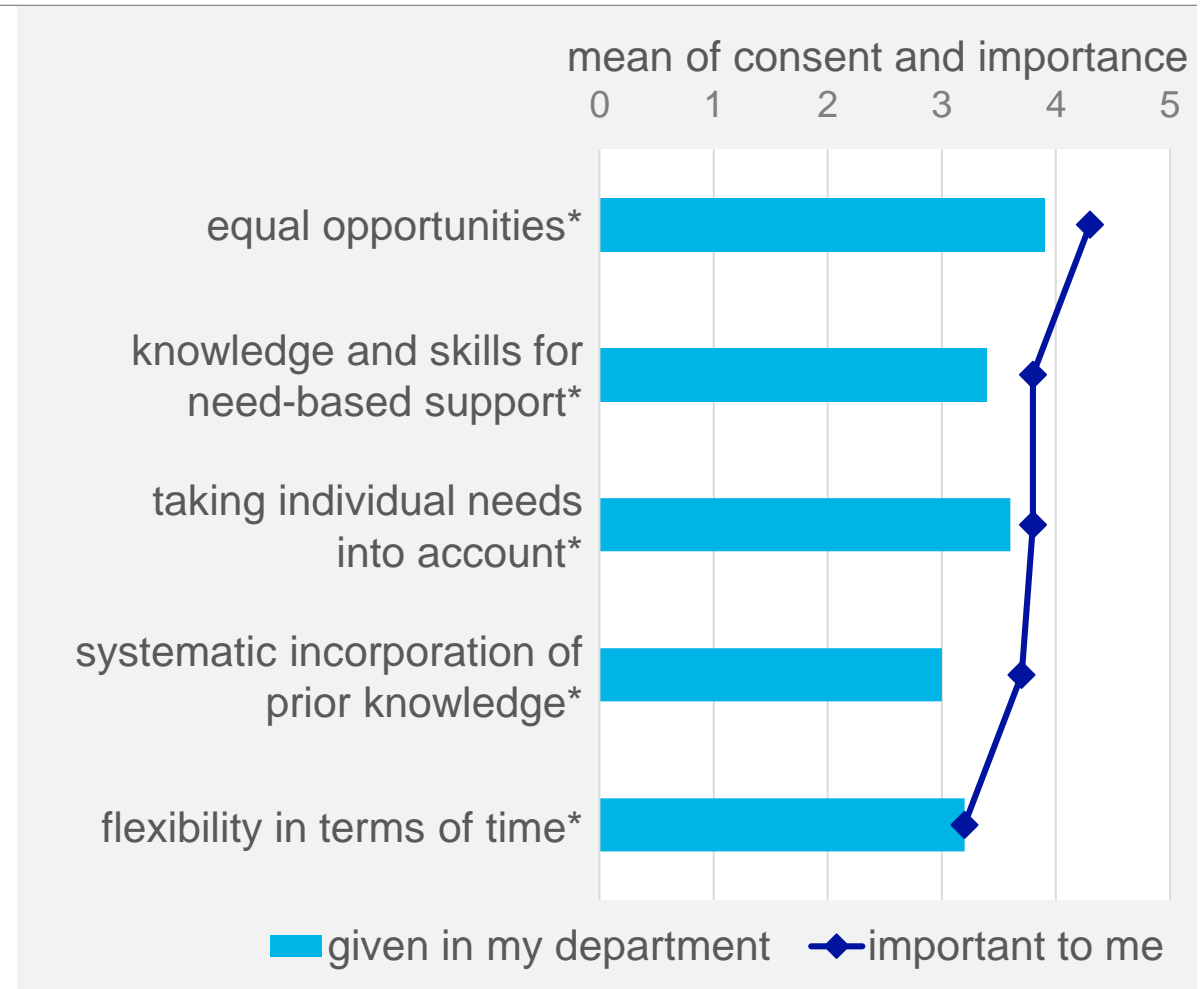 mean of consent and importance
0 1 2 3 4 5
equal opportunities*
knowledge and skills for
need-based support*
taking individual needs
into account*
systematic incorporation of
prior knowledge*
flexibility in terms of time*
given in my department important to me